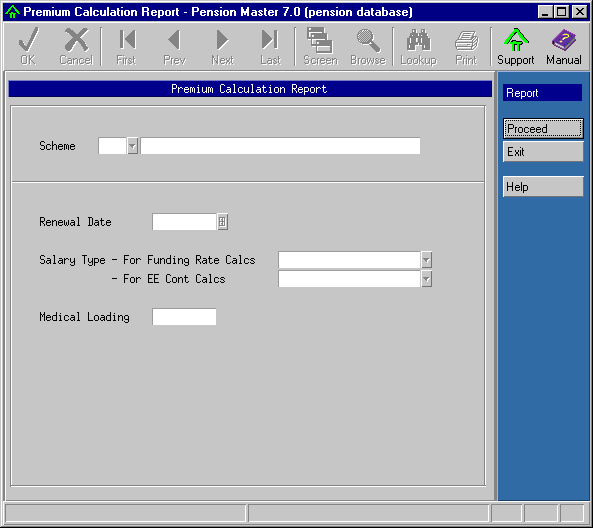 Premium Calculation Report - Pension Master 7.0 (pension database)
OK Cancel First Prev Next Last Screen Browse Lookup Print Support Manual
Premium Calculation Report
Report
Proceed
Exit
Help
Scheme
Renewal Date
Salary Type - For Funding Rate Calcs
- For EE Cont Calcs
Medical Loading